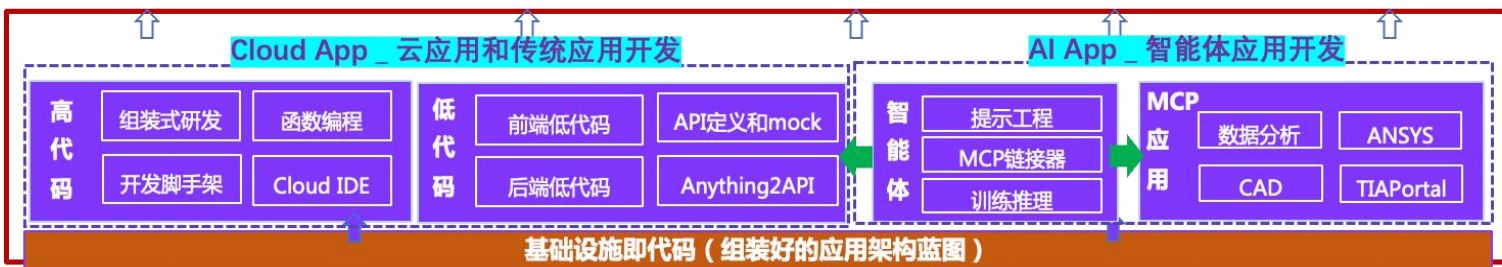 Cloud App _ 云应用和传统应用开发
AI App _ 智能体应用开发
高代码
组装式研发
函数编程
开发脚手架
Cloud IDE
低代码
前端低代码
API定义和mock
后端低代码
Anything2API
智能体
提示工程
MCP链接器
训练推理
MCP应用
数据分析
ANSYS
CAD
TIAPortal
基础设施即代码（组装好的应用架构蓝图）